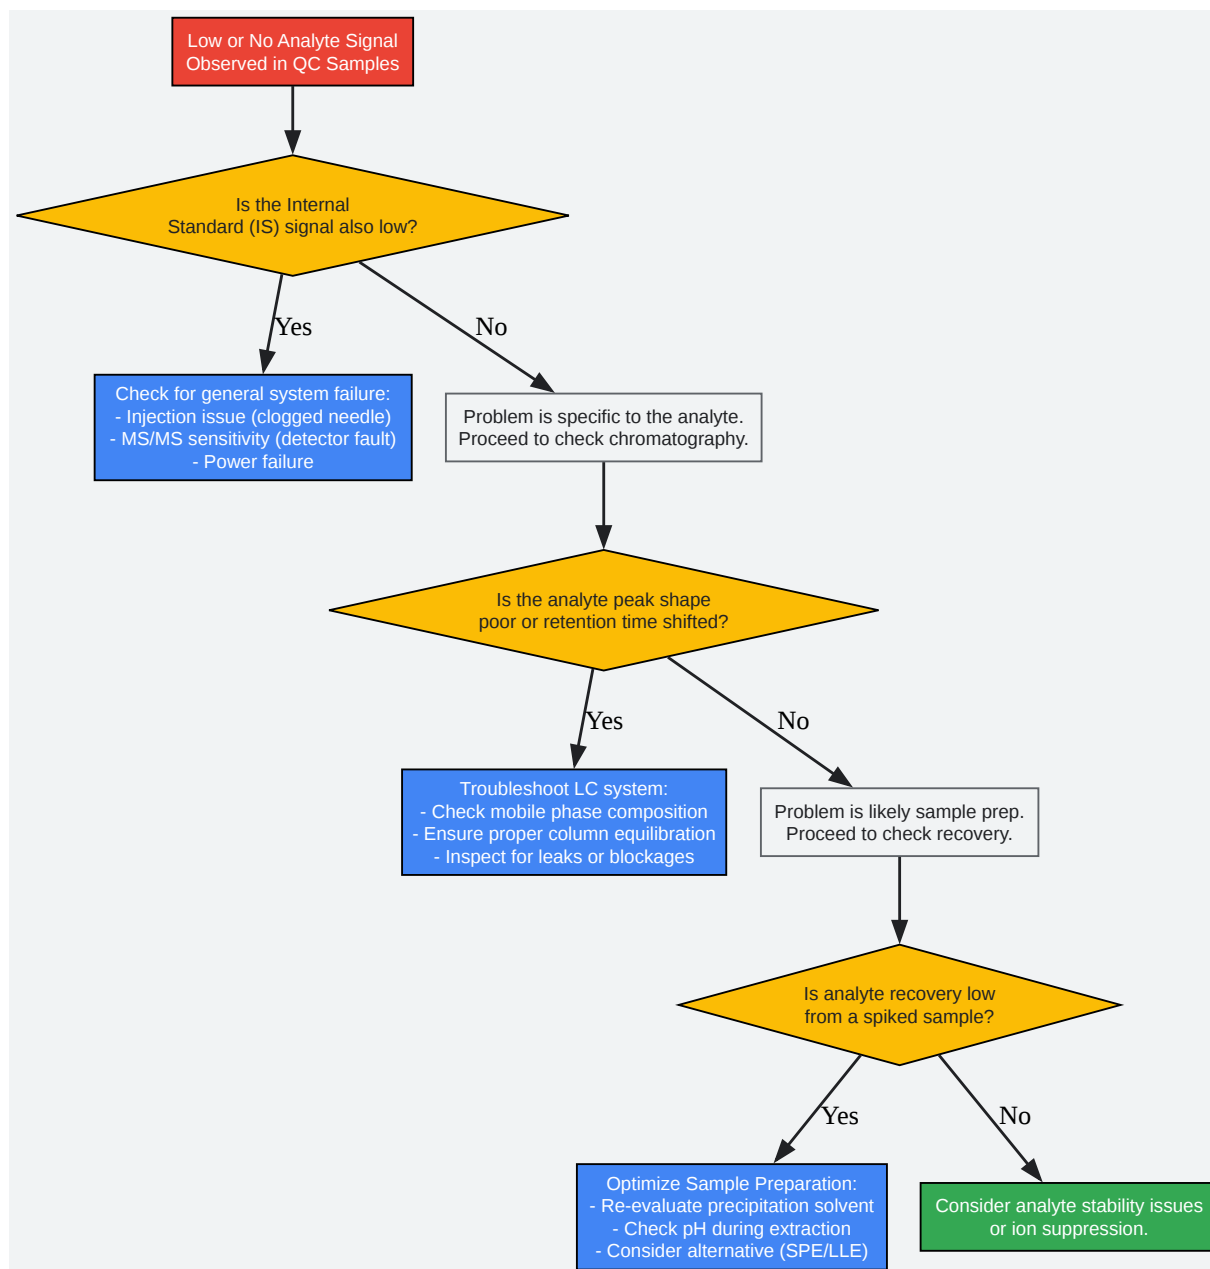 Low or No Analyte Signal
Observed in QC Samples
Is the Internal
Standard (IS) signal also low?
Yes
No
Check for general system failure:
- Injection issue (clogged needle)
- MS/MS sensitivity (detector fault)
- Power failure
Problem is specific to the analyte.
Proceed to check chromatography.
Is the analyte peak shape
poor or retention time shifted?
Yes
No
Troubleshoot LC system:
- Check mobile phase composition
- Ensure proper column equilibration
- Inspect for leaks or blockages
Problem is likely sample prep.
Proceed to check recovery.
Is analyte recovery low
from a spiked sample?
Yes
No
Optimize Sample Preparation:
- Re-evaluate precipitation solvent
- Check pH during extraction
- Consider alternative (SPE/LLE)
Consider analyte stability issues
or ion suppression.